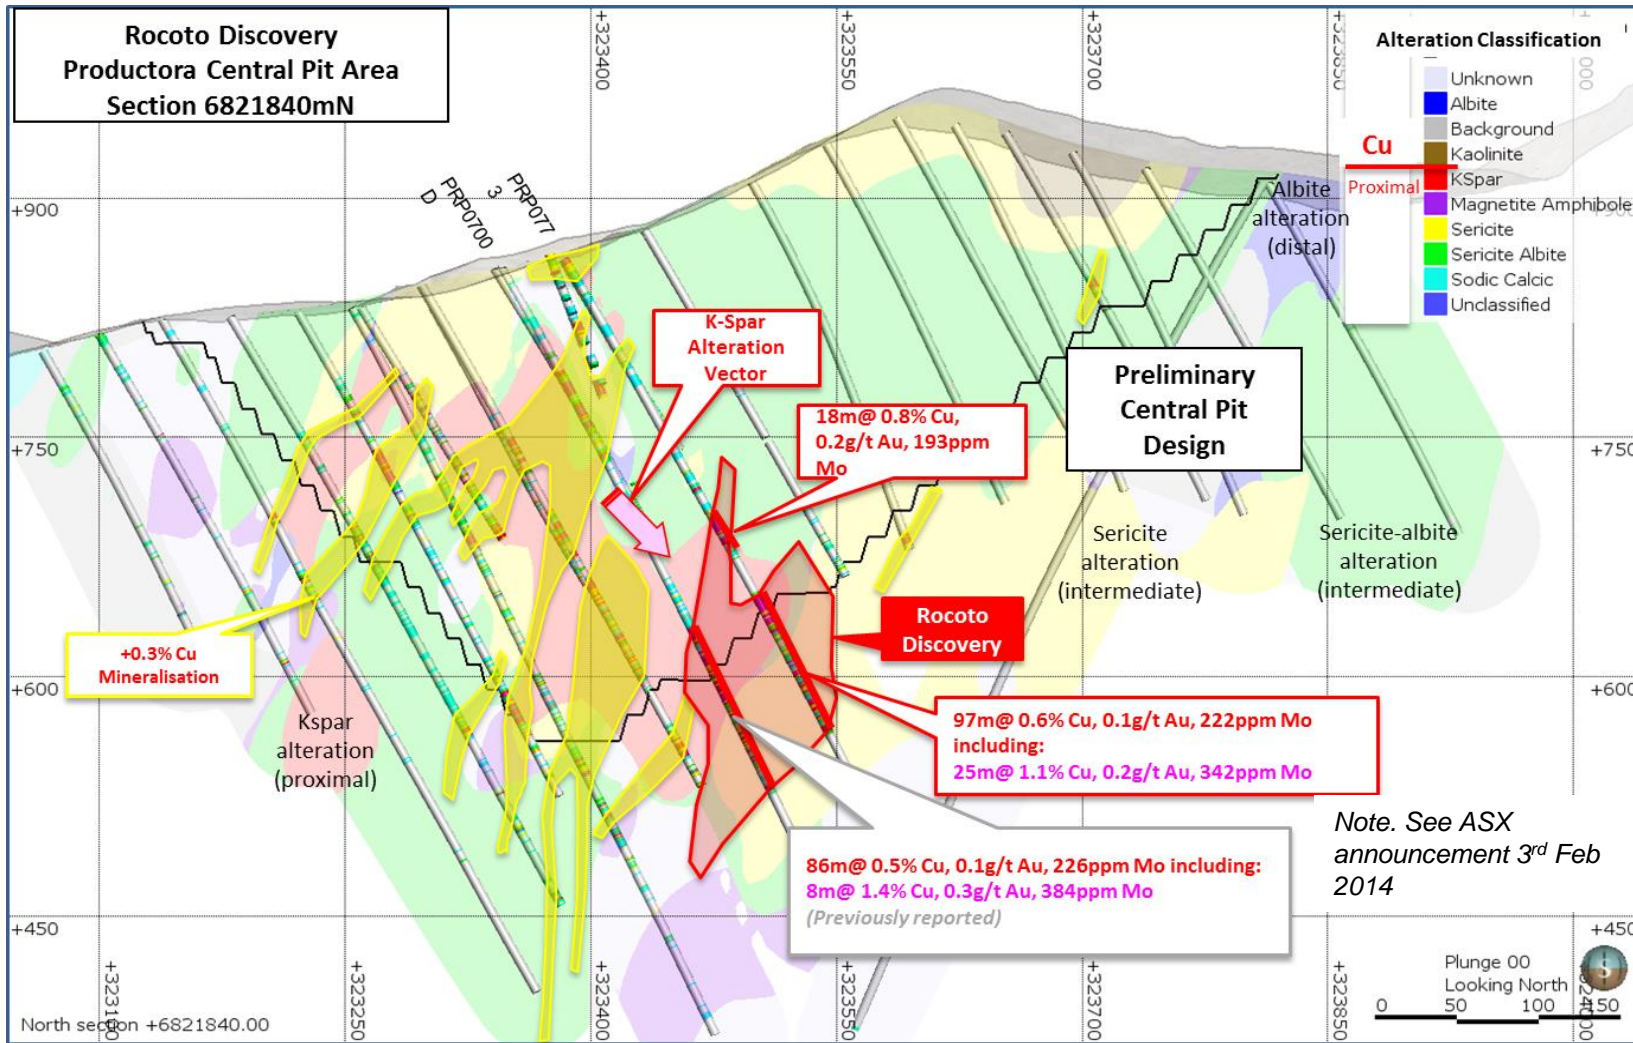 Rocoto Discovery
Productora Central Pit Area
Section 6821840mN
+323400
+323550
+323700
+323850
Alteration Classification
Unknown
Albite
Background
Kaolinite
KSpar
Magnetite Amphibole
Sericite
Sericite Albite
Sodic Calcic
Unclassified
Cu
Proximal
PRP0700
D
PRP077
3
+900
Albite
alteration
(distal)
K-Spar
Alteration
Vector
18m@ 0.8% Cu,
0.2g/t Au, 193ppm
Mo
Preliminary
Central Pit
Design
+750
+750
Sericite
alteration
(intermediate)
Sericite-albite
alteration
(intermediate)
Rocoto
Discovery
+0.3% Cu
Mineralisation
+600
+600
Kspar
alteration
(proximal)
97m@ 0.6% Cu, 0.1g/t Au, 222ppm Mo
including:
25m@ 1.1% Cu, 0.2g/t Au, 342ppm Mo
86m@ 0.5% Cu, 0.1g/t Au, 226ppm Mo including:
8m@ 1.4% Cu, 0.3g/t Au, 384ppm Mo
(Previously reported)
Note. See ASX
announcement 3rd Feb
2014
+450
+450
Plunge 00
Looking North
0 50 100 150
S
North section +6821840.00
+323100
+323250
+323400
+323550
+323700
+323850
+324000